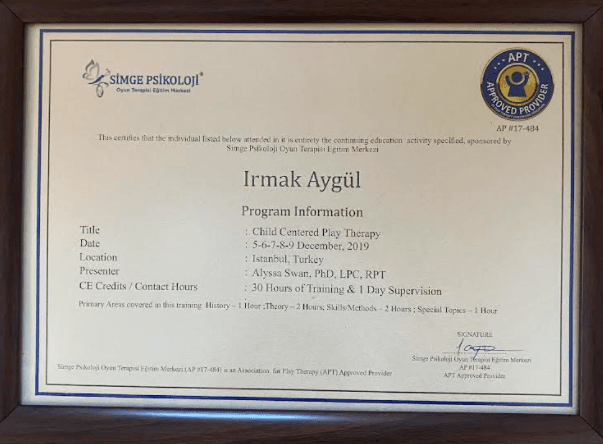 SİMGE PSİKOLOJİ®
Oyun Terapisi Eğitim Merkezi
APT
APPROVED PROVIDER
AP #17-484
This certifies that the individual listed below attended in it is entirety the continuing education activity specified, sponsored by
Simge Psikoloji Oyun Terapisi Eğitim Merkezi
Irmak Aygül
Program Information
Title : Child Centered Play Therapy
Date : 5-6-7-8-9 December, 2019
Location : Istanbul, Turkey
Presenter : Alyssa Swan, PhD, LPC, RPT
CE Credits / Contact Hours : 30 Hours of Training & 1 Day Supervision
Primary Areas covered in this training History – 1 Hour ;Theory – 2 Hours; Skills/Methods – 2 Hours ; Special Topics – 1 Hour
SIGNATURE
Simge Psikoloji Oyun Terapisi Eğitim Merkezi
AP #17-484
APT Approved Provider
Simge Psikoloji Oyun Terapisi Eğitim Merkezi (AP #17-484) is an Association for Play Therapy (APT) Approved Provider